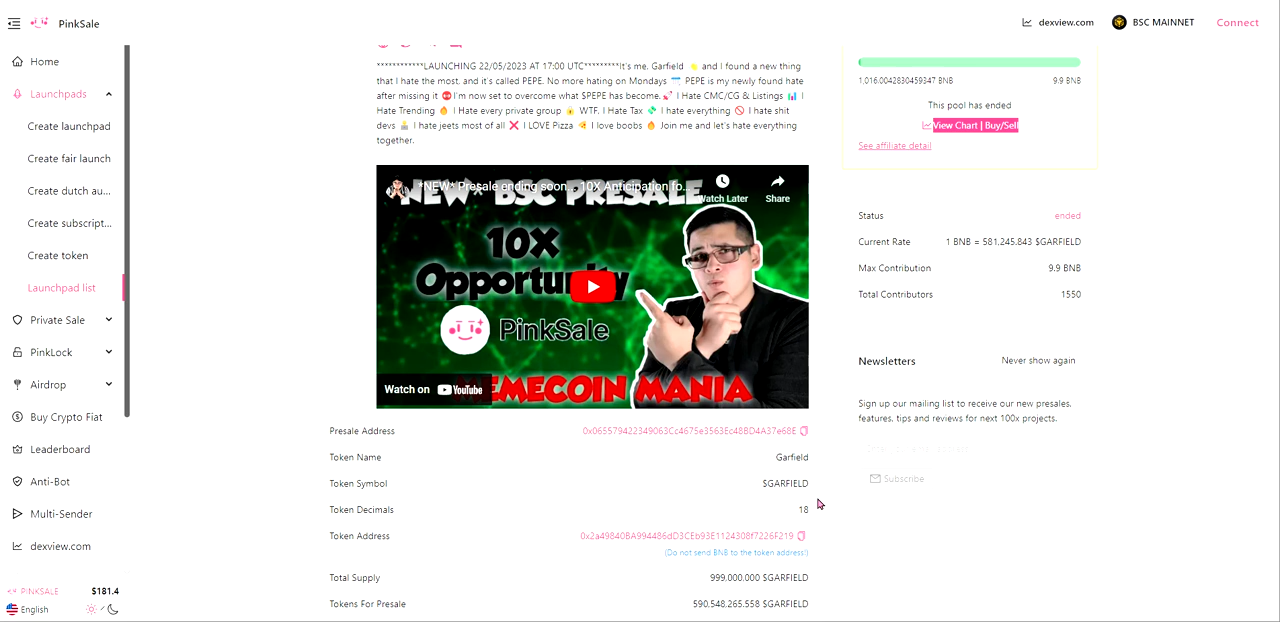 PinkSale
dexview.com
BSC MAINNET
Connect
Home
Launchpads
Create launchpad
Create fair launch
Create dutch au...
Create subscript...
Create token
Launchpad list
Private Sale
PinkLock
Airdrop
Buy Crypto Fiat
Leaderboard
Anti-Bot
Multi-Sender
dexview.com
PINKSALE $181.4
English
************LAUNCHING 22/05/2023 AT 17:00 UTC*********It's me. Garfield and I found a new thing
that I hate the most. and it's called PEPE. No more hating on Mondays PEPE is my newly found hate
after missing it I'm now set to overcome what $PEPE has become. I Hate CMC/CG & Listings I
Hate Trending I Hate every private group WTF. I Hate Tax I hate everything I hate shit
devs I hate jeets most of all I LOVE Pizza I love boobs Join me and let's hate everything
together.
*NEW* Presale ending soon... 10X Anticipation fo...
Watch Later
Share
*NEW* BSC PRESALE
10X
Opportunity
PinkSale
MEMECOIN MANIA
Watch on YouTube
Presale Address 0x065579422349063Cc4675e3563Ec48BD4A37e68E
Token Name Garfield
Token Symbol $GARFIELD
Token Decimals 18
Token Address 0x2a49840BA994486dD3CEb93E1124308f7226F219
(Do not send BNB to the token address!)
Total Supply 999,000,000 $GARFIELD
Tokens For Presale 590,548,265.558 $GARFIELD
1,016.0042830459347 BNB 9.9 BNB
This pool has ended
View Chart | Buy/Sell
See affiliate detail
Status ended
Current Rate 1 BNB = 581,245.843 $GARFIELD
Max Contribution 9.9 BNB
Total Contributors 1550
Newsletters Never show again
Sign up our mailing list to receive our new presales,
features, tips and reviews for next 100x projects.
Subscribe